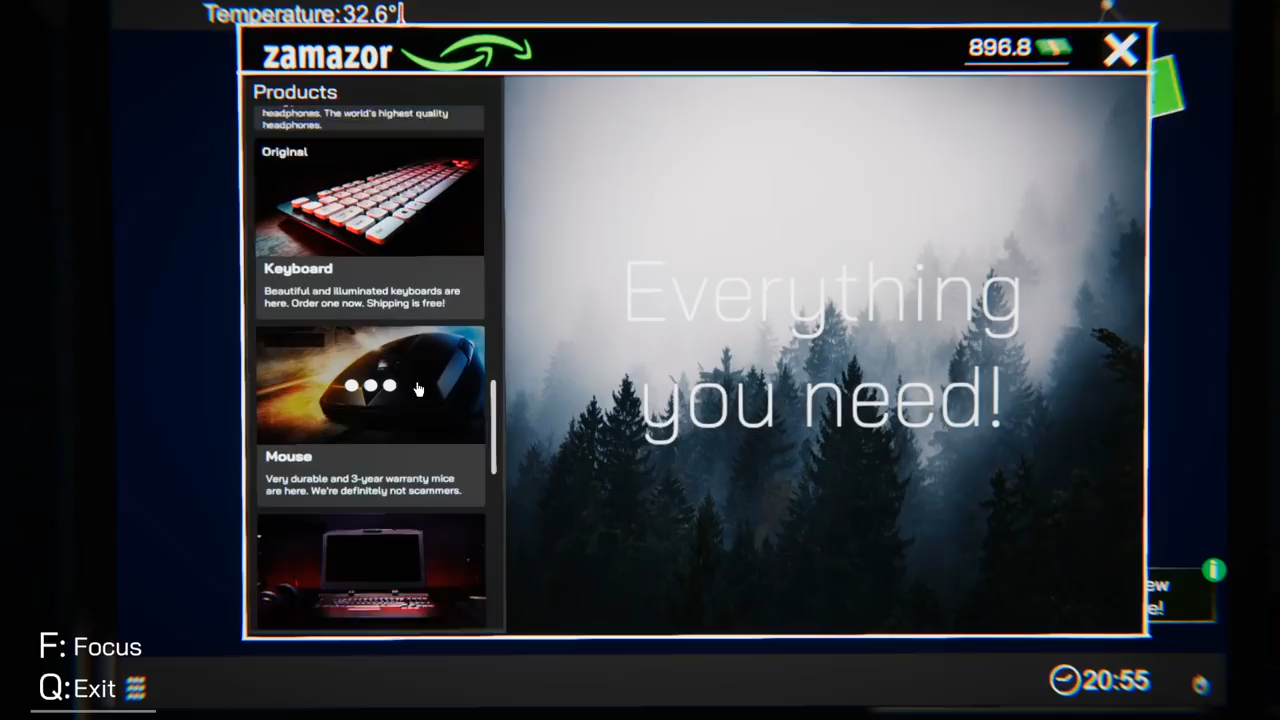 Temperature:32.6°
zamazor
896.8
Products
headphones. The world's highest quality
headphones.
Original
Keyboard
Beautiful and illuminated keyboards are
here. Order one now. Shipping is free!
Mouse
Very durable and 3-year warranty mice
are here. We're definitely not scammers.
Everything
you need!
ew
e!
F: Focus
Q: Exit
20:55